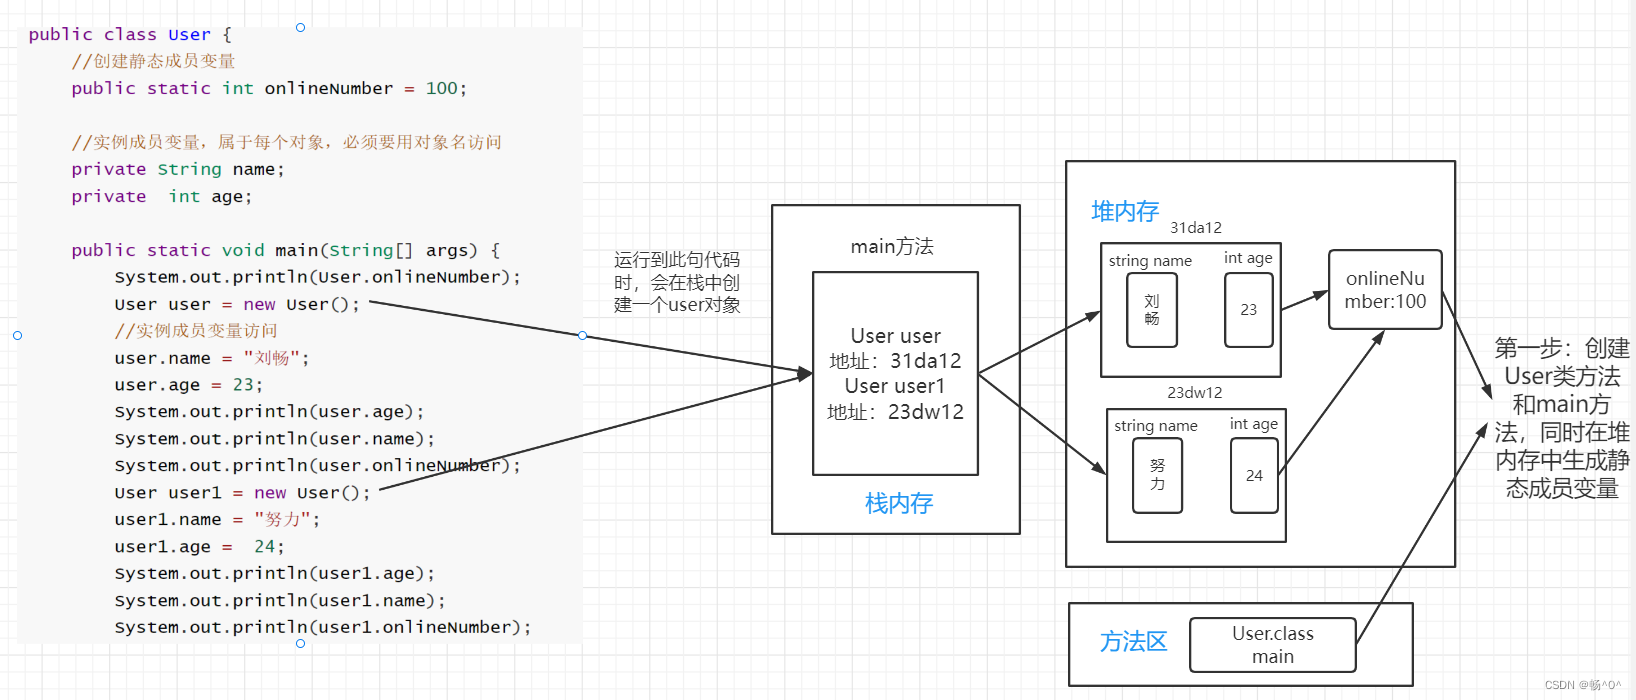 public class User {
//创建静态成员变量
public static int onlineNumber = 100;
//实例成员变量，属于每个对象，必须要用对象名访问
private String name;
private  int age;
public static void main(String[] args) {
System.out.println(User.onlineNumber);
User user = new User();
//实例成员变量访问
user.name = "刘畅";
user.age = 23;
System.out.println(user.age);
System.out.println(user.name);
System.out.println(user.onlineNumber);
User user1 = new User();
user1.name = "努力";
user1.age =  24;
System.out.println(user1.age);
System.out.println(user1.name);
System.out.println(user1.onlineNumber);
运行到此句代码
时，会在栈中创
建一个user对象
main方法
User user
地址：31da12
User user1
地址：23dw12
栈内存
堆内存
31da12
string name
int age
刘
畅
23
23dw12
string name
int age
努
力
24
onlineNu
mber:100
第一步：创建
User类方法
和main方
法，同时在堆
内存中生成静
态成员变量
方法区
User.class
main
CSDN @畅^0^